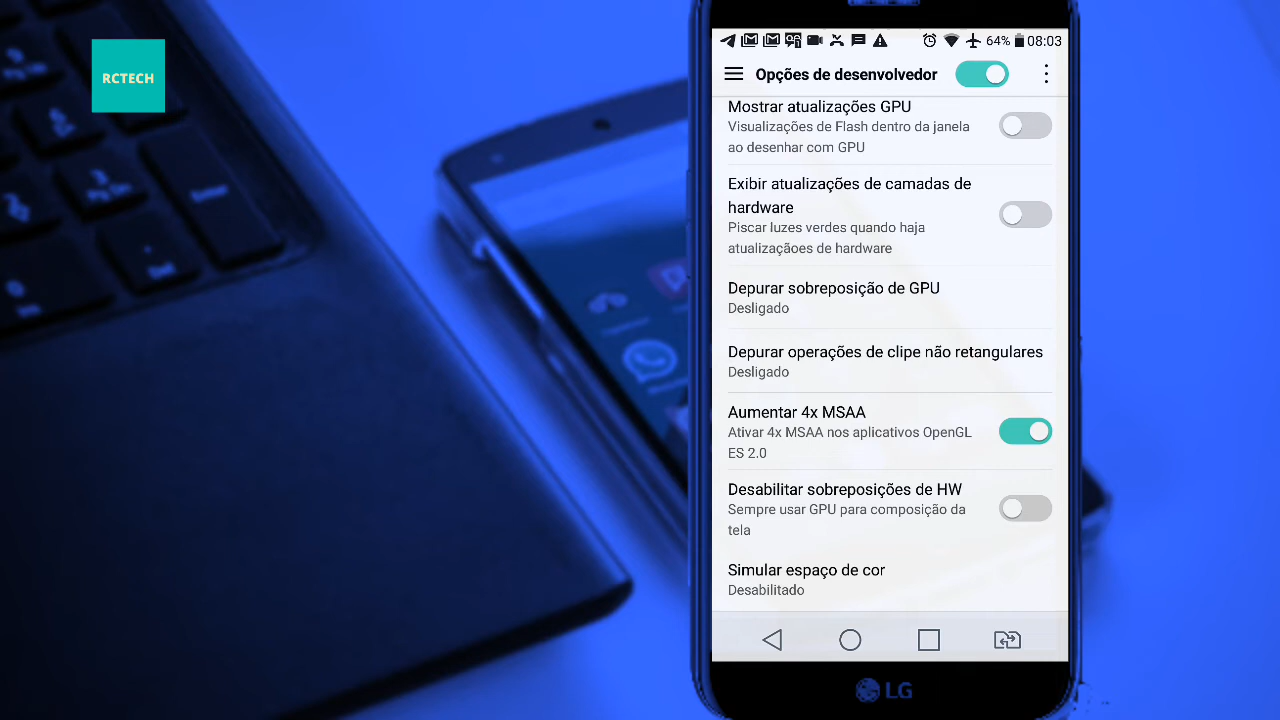 RCTECH
64% 08:03
Opções de desenvolvedor
Mostrar atualizações GPU
Visualizações de Flash dentro da janela
ao desenhar com GPU
Exibir atualizações de camadas de
hardware
Piscar luzes verdes quando haja
atualizaçãoes de hardware
Depurar sobreposição de GPU
Desligado
Depurar operações de clipe não retangulares
Desligado
Aumentar 4x MSAA
Ativar 4x MSAA nos aplicativos OpenGL
ES 2.0
Desabilitar sobreposições de HW
Sempre usar GPU para composição da
tela
Simular espaço de cor
Desabilitado
LG
Enter
Del